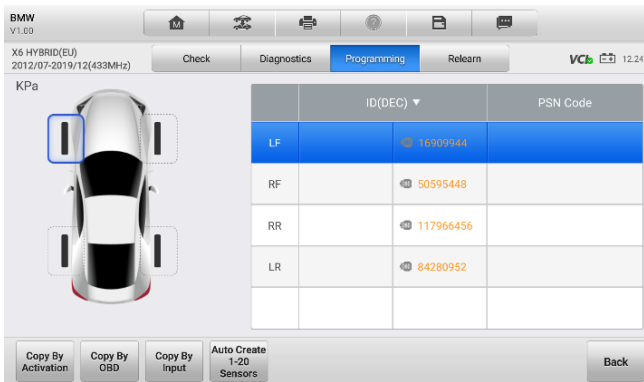 BMW
V1.00
X6 HYBRID(EU)
2012/07-2019/12(433MHz)
Check
Diagnostics
Programming
Relearn
VCI
12.24
KPa
ID(DEC) ▼
PSN Code
LF
16909944
RF
50595448
RR
117966456
LR
84280952
Copy By
Activation
Copy By
OBD
Copy By
Input
Auto Create
1-20
Sensors
Back